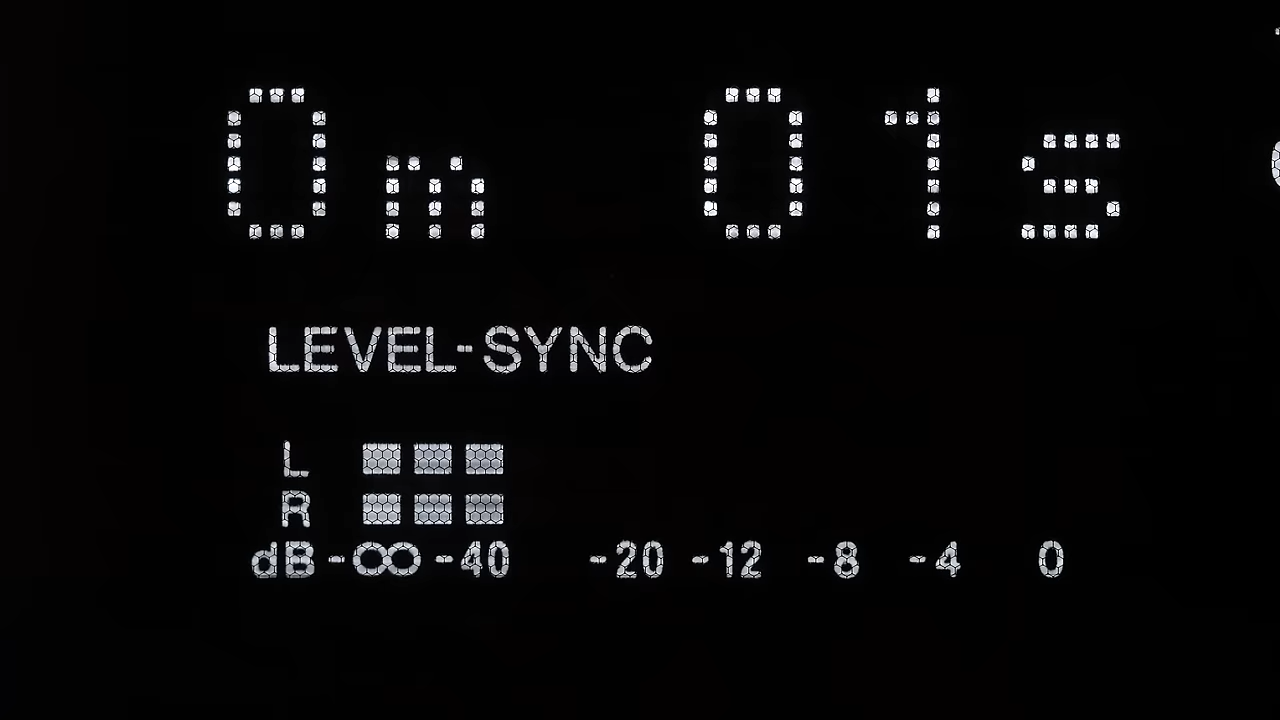 0m 01s
LEVEL-SYNC
L
R
dB -∞ -40 -20 -12 -8 -4 0